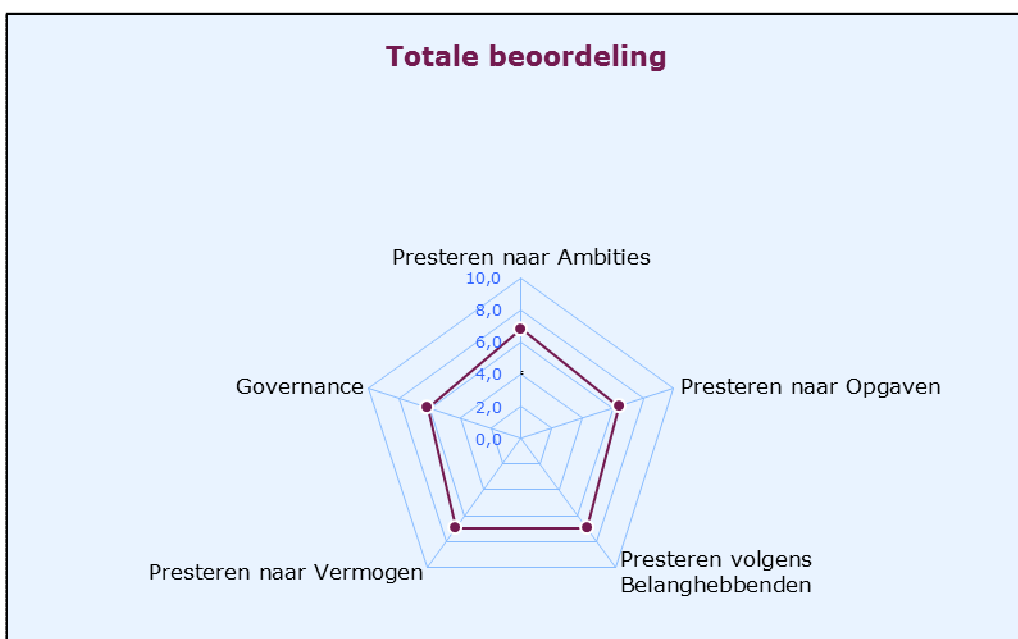 Totale beoordeling
Presteren naar Ambities
10,0
8,0
6,0
4,0
2,0
0,0
Governance
Presteren naar Opgaven
Presteren naar Vermogen
Presteren volgens
Belanghebbenden